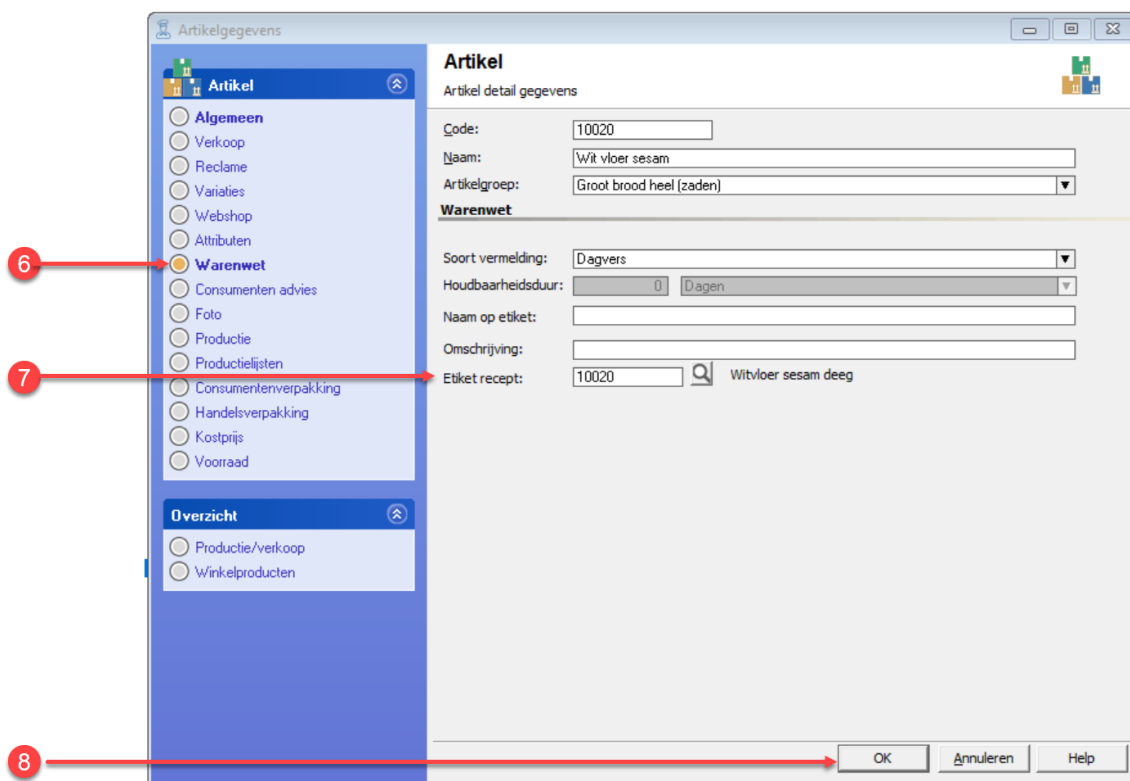 Artikelgegevens
Artikel
Algemeen
Verkoop
Reclame
Variaties
Webshop
Attributen
6
Warenwet
Consumenten advies
Foto
Productie
Productielijsten
7
Consumentenverpakking
Handelsverpakking
Kostprijs
Voorraad
Overzicht
Productie/verkoop
Winkelproducten
Artikel
Artikel detail gegevens
Code: 10020
Naam: Wit vloer sesam
Artikelgroep: Groot brood heel (zaden)
Warenwet
Soort vermelding: Dagvers
Houdbaarheidsduur: 0 Dagen
Naam op etiket:
Omschrijving:
Etiket recept: 10020 Witvloer sesam deeg
8
OK Annuleren Help